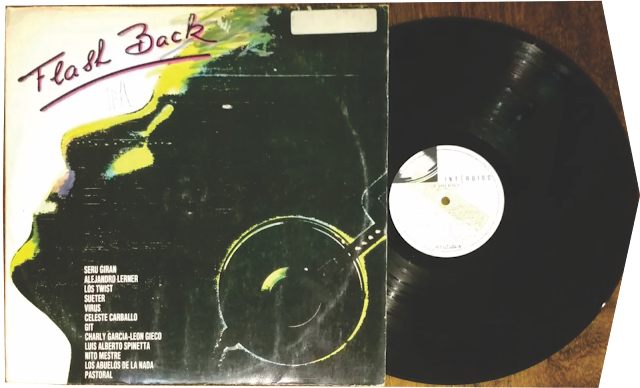 Flash Back
SERU GIRAN
ALEJANDRO LERNER
LOS TWIST
SUETER
VIRUS
CELESTE CARBALLO
GIT
CHARLY GARCIA-LEON GIECO
LUIS ALBERTO SPINETTA
NITO MESTRE
LOS ABUELOS DE LA NADA
PASTORAL
INTERDISC